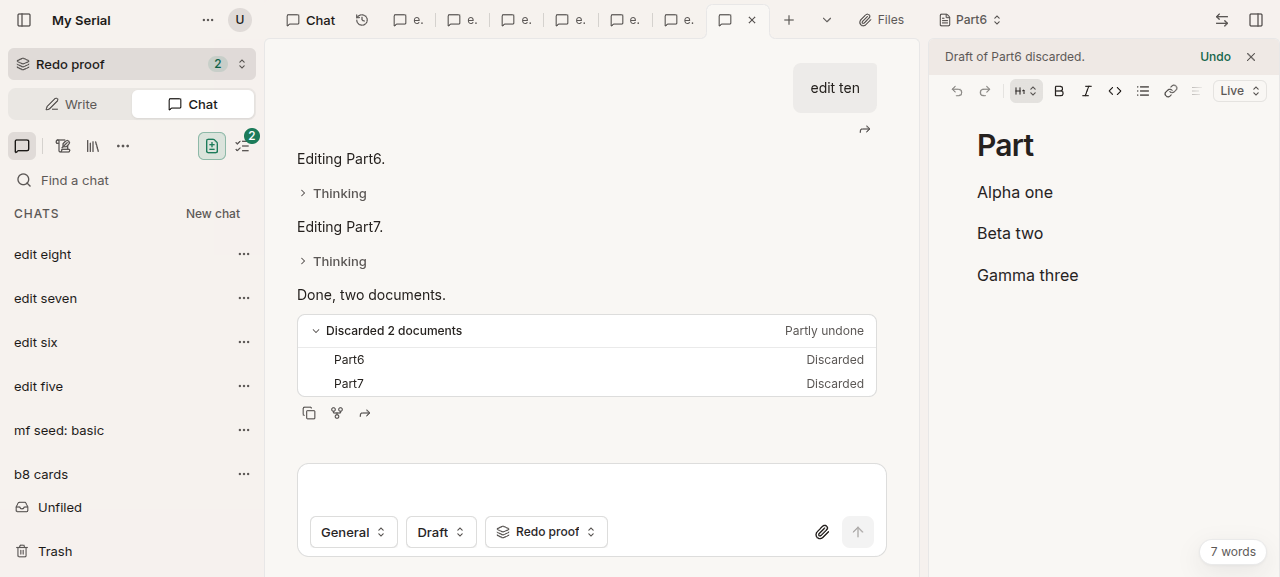 My Serial
U
Redo proof
2
Write
Chat
2
Find a chat
CHATS
New chat
edit eight
edit seven
edit six
edit five
mf seed: basic
b8 cards
Unfiled
Trash
Chat
e.
e.
e.
e.
e.
e.
Files
edit ten
Editing Part6.
Thinking
Editing Part7.
Thinking
Done, two documents.
Discarded 2 documents
Partly undone
Part6
Discarded
Part7
Discarded
General
Draft
Redo proof
Part6
Draft of Part6 discarded.
Undo
H1
B
I
Live
Part
Alpha one
Beta two
Gamma three
7 words